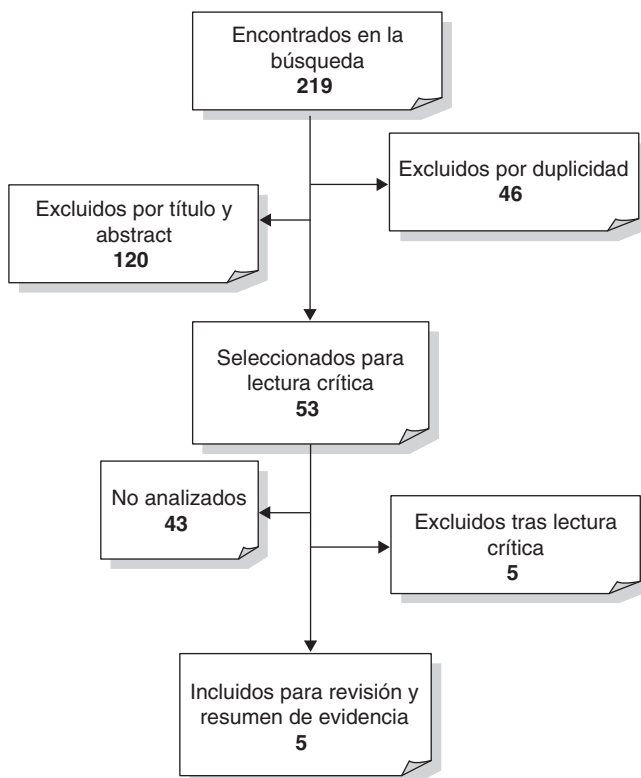 Encontrados en la
búsqueda
219
Excluidos por duplicidad
46
Excluidos por título y
abstract
120
Seleccionados para
lectura crítica
53
No analizados
43
Excluidos tras lectura
crítica
5
Incluidos para revisión y
resumen de evidencia
5